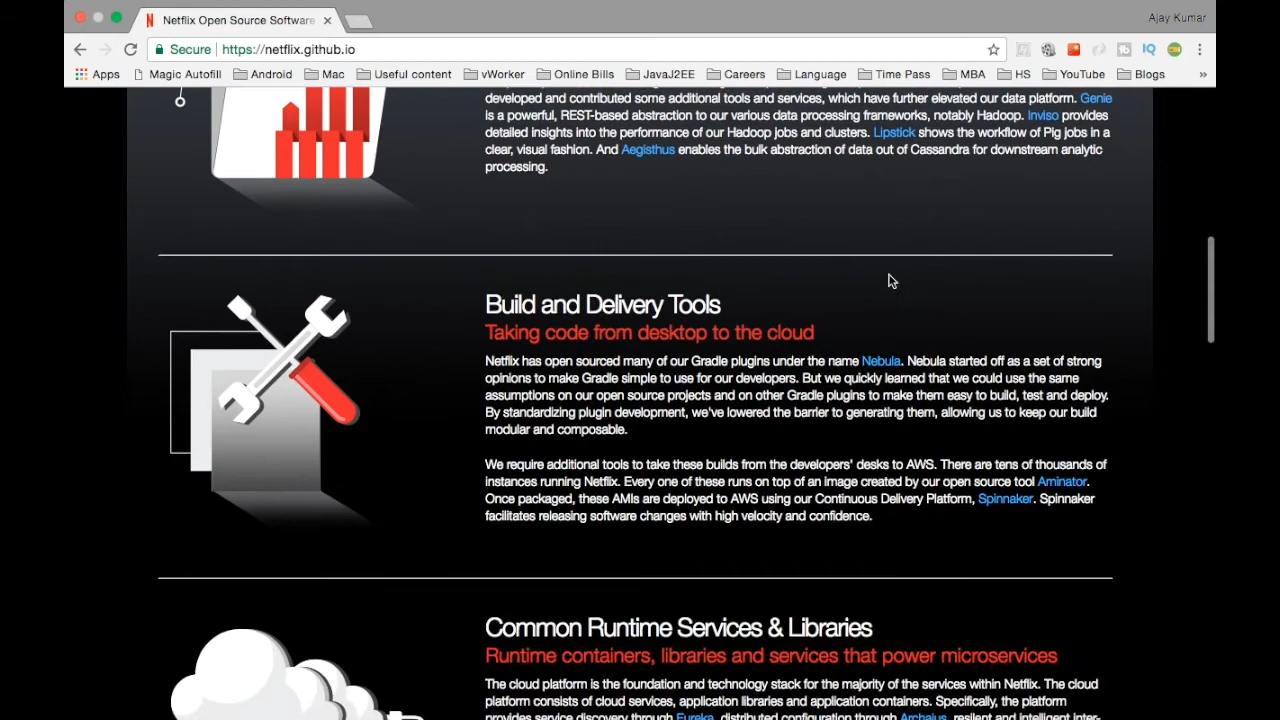 Netflix Open Source Software
Ajay Kumar
Secure https://netflix.github.io
Apps Magic Autofill Android Mac Useful content vWorker Online Bills JavaJ2EE Careers Language Time Pass MBA HS YouTube Blogs »
developed and contributed some additional tools and services, which have further elevated our data platform. Genie
is a powerful, REST-based abstraction to our various data processing frameworks, notably Hadoop. Inviso provides
detailed insights into the performance of our Hadoop jobs and clusters. Lipstick shows the workflow of Pig jobs in a
clear, visual fashion. And Aegisthus enables the bulk abstraction of data out of Cassandra for downstream analytic
processing.
Build and Delivery Tools
Taking code from desktop to the cloud
Netflix has open sourced many of our Gradle plugins under the name Nebula. Nebula started off as a set of strong
opinions to make Gradle simple to use for our developers. But we quickly learned that we could use the same
assumptions on our open source projects and on other Gradle plugins to make them easy to build, test and deploy.
By standardizing plugin development, we've lowered the barrier to generating them, allowing us to keep our build
modular and composable.
We require additional tools to take these builds from the developers' desks to AWS. There are tens of thousands of
instances running Netflix. Every one of these runs on top of an image created by our open source tool Aminator.
Once packaged, these AMIs are deployed to AWS using our Continuous Delivery Platform, Spinnaker. Spinnaker
facilitates releasing software changes with high velocity and confidence.
Common Runtime Services & Libraries
Runtime containers, libraries and services that power microservices
The cloud platform is the foundation and technology stack for the majority of the services within Netflix. The cloud
platform consists of cloud services, application libraries and application containers. Specifically, the platform
provides service discovery through Eureka, distributed configuration through Archaius, resilent and intelligent inter-